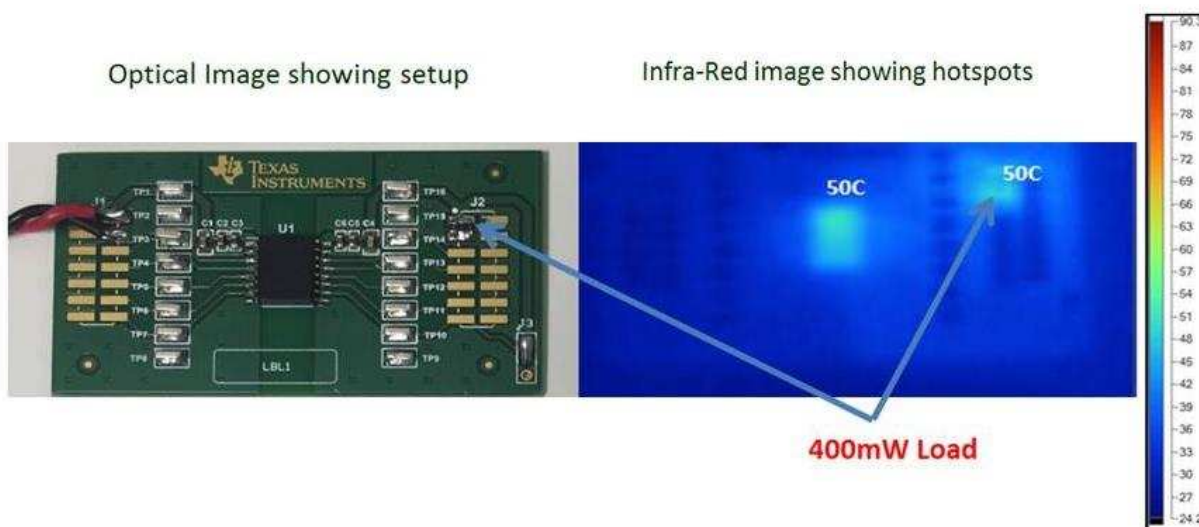 Optical Image showing setup
Infra-Red image showing hotspots
TEXAS
INSTRUMENTS
TP1
TP2
TP3
TP4
TP5
TP6
TP7
TP8
J1
C1 C2 C3
U1
C6 C5 C4
TP16
TP15
TP14
TP13
TP12
TP11
TP10
TP9
J2
J3
LBL1
50C
50C
400mW Load
87
84
81
78
75
72
69
66
63
60
57
54
51
48
45
42
39
36
33
30
27